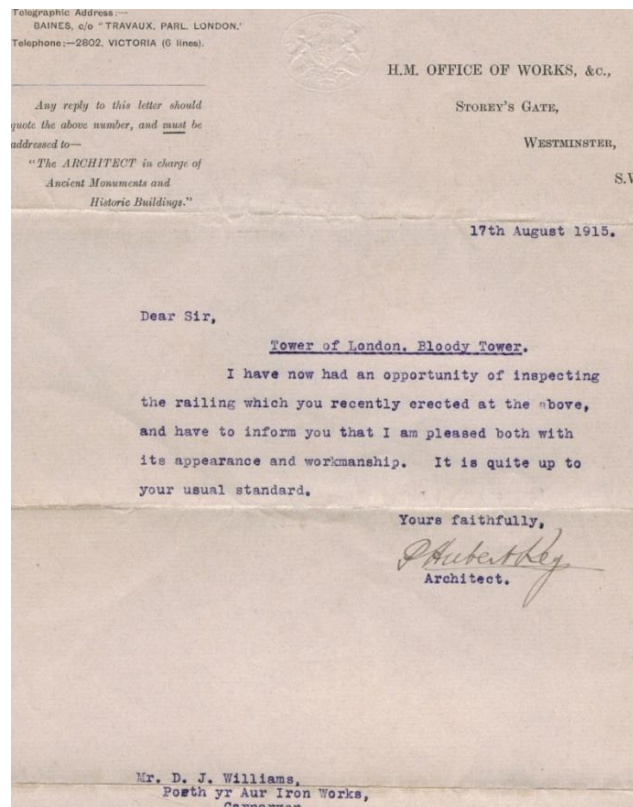 Telegraphic Address:—
BAINES, c/o "TRAVAUX, PARL, LONDON."
Telephone:—2802, VICTORIA (6 lines).
H.M. OFFICE OF WORKS, &c.,
STOREY'S GATE,
WESTMINSTER,
S.W
Any reply to this letter should
quote the above number, and must be
addressed to—
"The ARCHITECT in charge of
Ancient Monuments and
Historic Buildings."
17th August 1915.
Dear Sir,
Tower of London. Bloody Tower.
I have now had an opportunity of inspecting
the railing which you recently erected at the above,
and have to inform you that I am pleased both with
its appearance and workmanship. It is quite up to
your usual standard.
Yours faithfully,
Architect.
Mr. D. J. Williams,
Porth yr Aur Iron Works,
Carnarvon